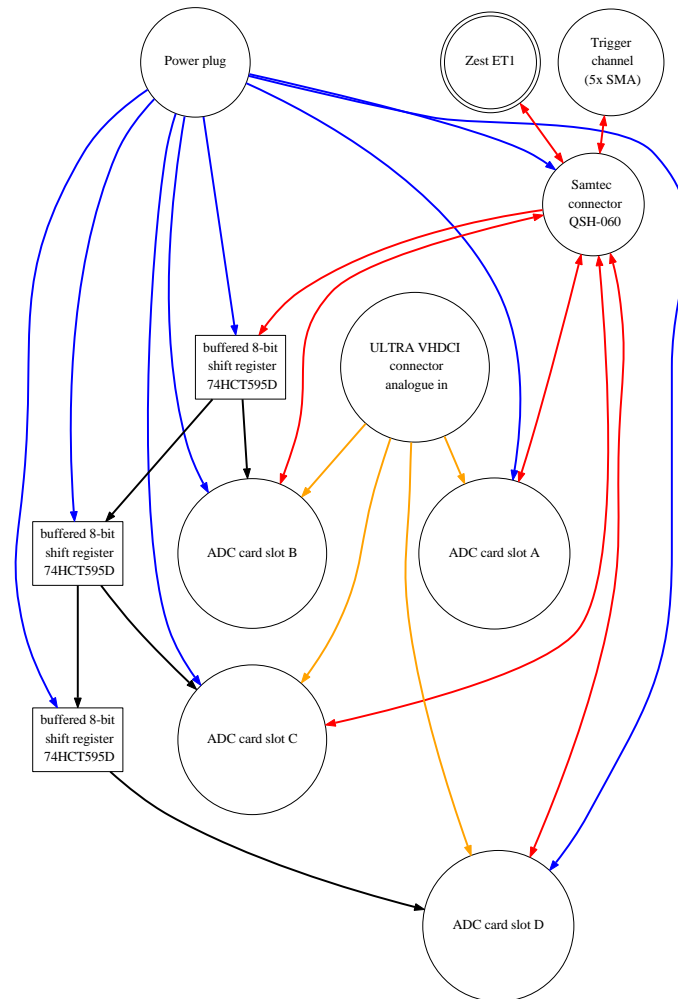 Power plug
Zest ET1
Trigger
channel
(5x SMA)
Samtec
connector
QSH-060
buffered 8-bit
shift register
74HCT595D
ULTRA VHDCI
connector
analogue in
buffered 8-bit
shift register
74HCT595D
ADC card slot B
ADC card slot A
buffered 8-bit
shift register
74HCT595D
ADC card slot C
ADC card slot D